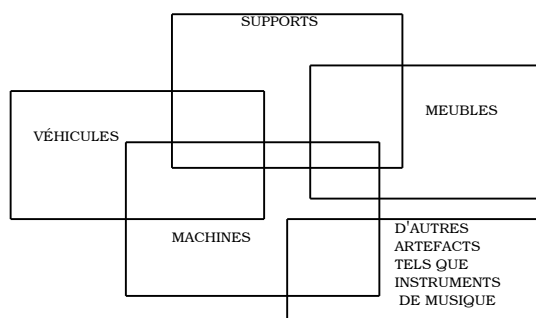 SUPPORTS
MEUBLES
VÉHICULES
MACHINES
D'AUTRES
ARTEFACTS
TELS QUE
INSTRUMENTS
DE MUSIQUE